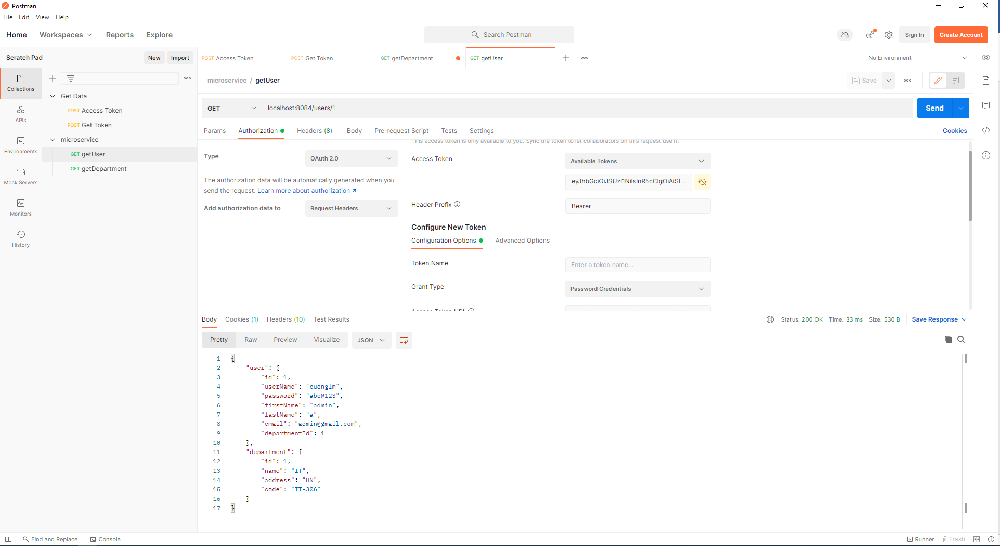 Postman
File Edit View Help
Home Workspaces Reports Explore Search Postman Sign In Create Account
Scratch Pad New Import POST Access Token POST Get Token GET getDepartment GET getUser No Environment
Collections
APIs
Environments
Mock Servers
Monitors
History
Get Data
POST Access Token
POST Get Token
microservice
GET getUser
GET getDepartment
microservice / getUser Save
GET localhost:8084/users/1 Send
Params Authorization Headers (8) Body Pre-request Script Tests Settings Cookies
This access token is only available to you. Sync the token to let collaborators on this request use it.
Type OAuth 2.0
The authorization data will be automatically generated when you
send the request. Learn more about authorization ↗
Add authorization data to Request Headers
Access Token Available Tokens
eyJhbGciOiJSUzI1NiIsInR5cCIgOiAiSl ...
Header Prefix Bearer
Configure New Token
Configuration Options Advanced Options
Token Name Enter a token name...
Grant Type Password Credentials
Access Token URL
Body Cookies (1) Headers (10) Test Results Status: 200 OK Time: 33 ms Size: 530 B Save Response
Pretty Raw Preview Visualize JSON
1 {
2 "user": {
3 "id": 1,
4 "userName": "cuonglm",
5 "password": "abc@123",
6 "firstName": "admin",
7 "lastName": "a",
8 "email": "admin@gmail.com",
9 "departmentId": 1
10 },
11 "department": {
12 "id": 1,
13 "name": "IT",
14 "address": "HN",
15 "code": "IT-306"
16 }
17 }
Find and Replace Console Runner Trash